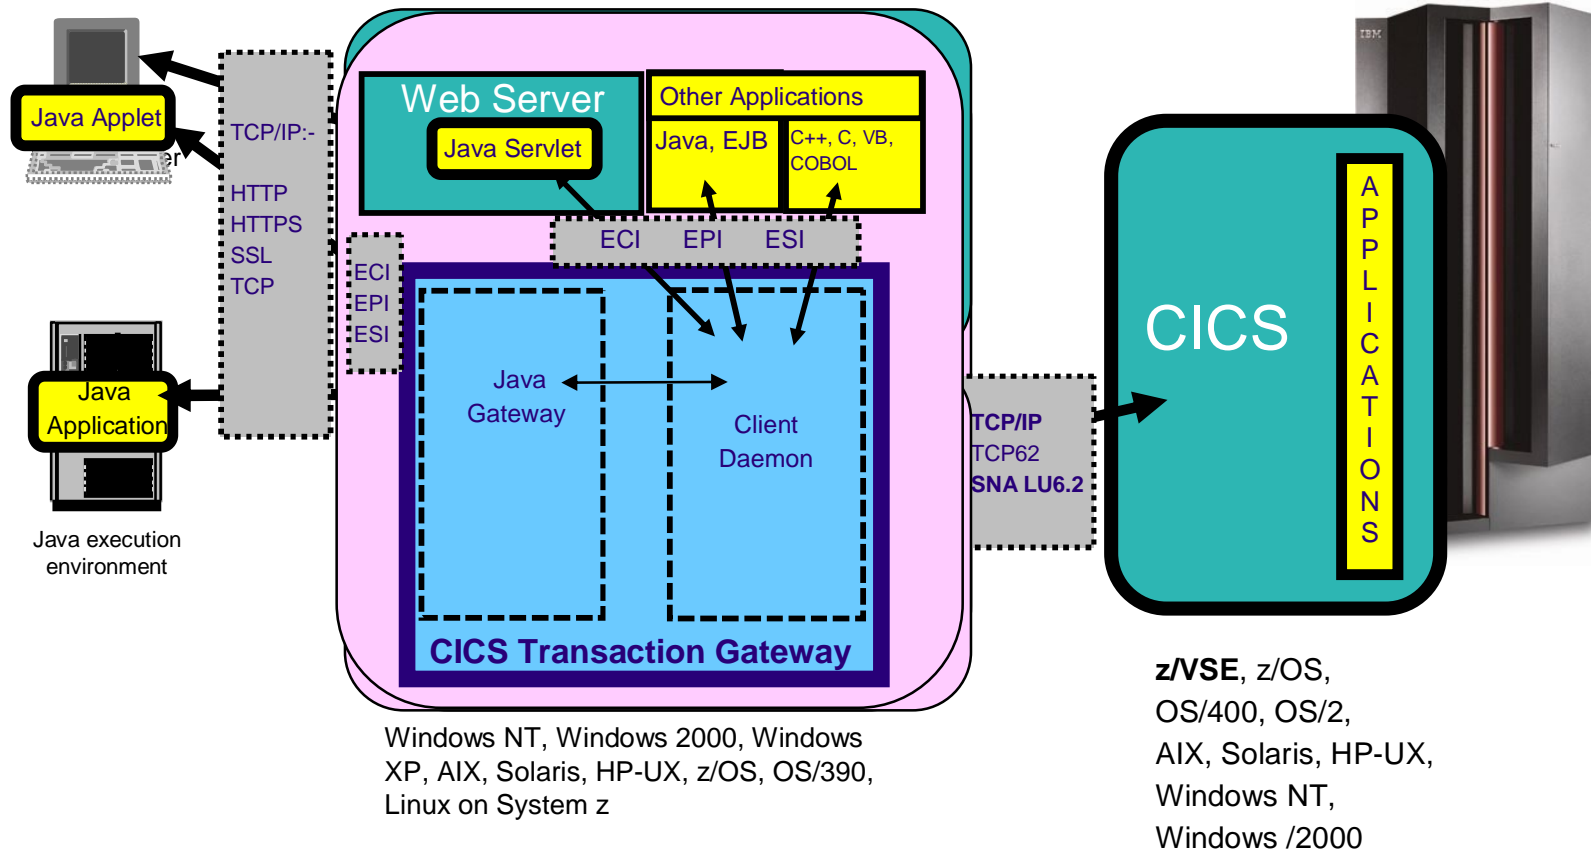 Java Applet
er
TCP/IP:-
HTTP
HTTPS
SSL
TCP
Java
Application
Java execution
environment
ECI
EPI
ESI
Web Server
Java Servlet
Other Applications
Java, EJB
C++, C, VB,
COBOL
ECI EPI ESI
Java
Gateway
Client
Daemon
CICS Transaction Gateway
Windows NT, Windows 2000, Windows
XP, AIX, Solaris, HP-UX, z/OS, OS/390,
Linux on System z
TCP/IP
TCP62
SNA LU6.2
CICS
APPLICATIONS
IBM
z/VSE, z/OS,
OS/400, OS/2,
AIX, Solaris, HP-UX,
Windows NT,
Windows /2000